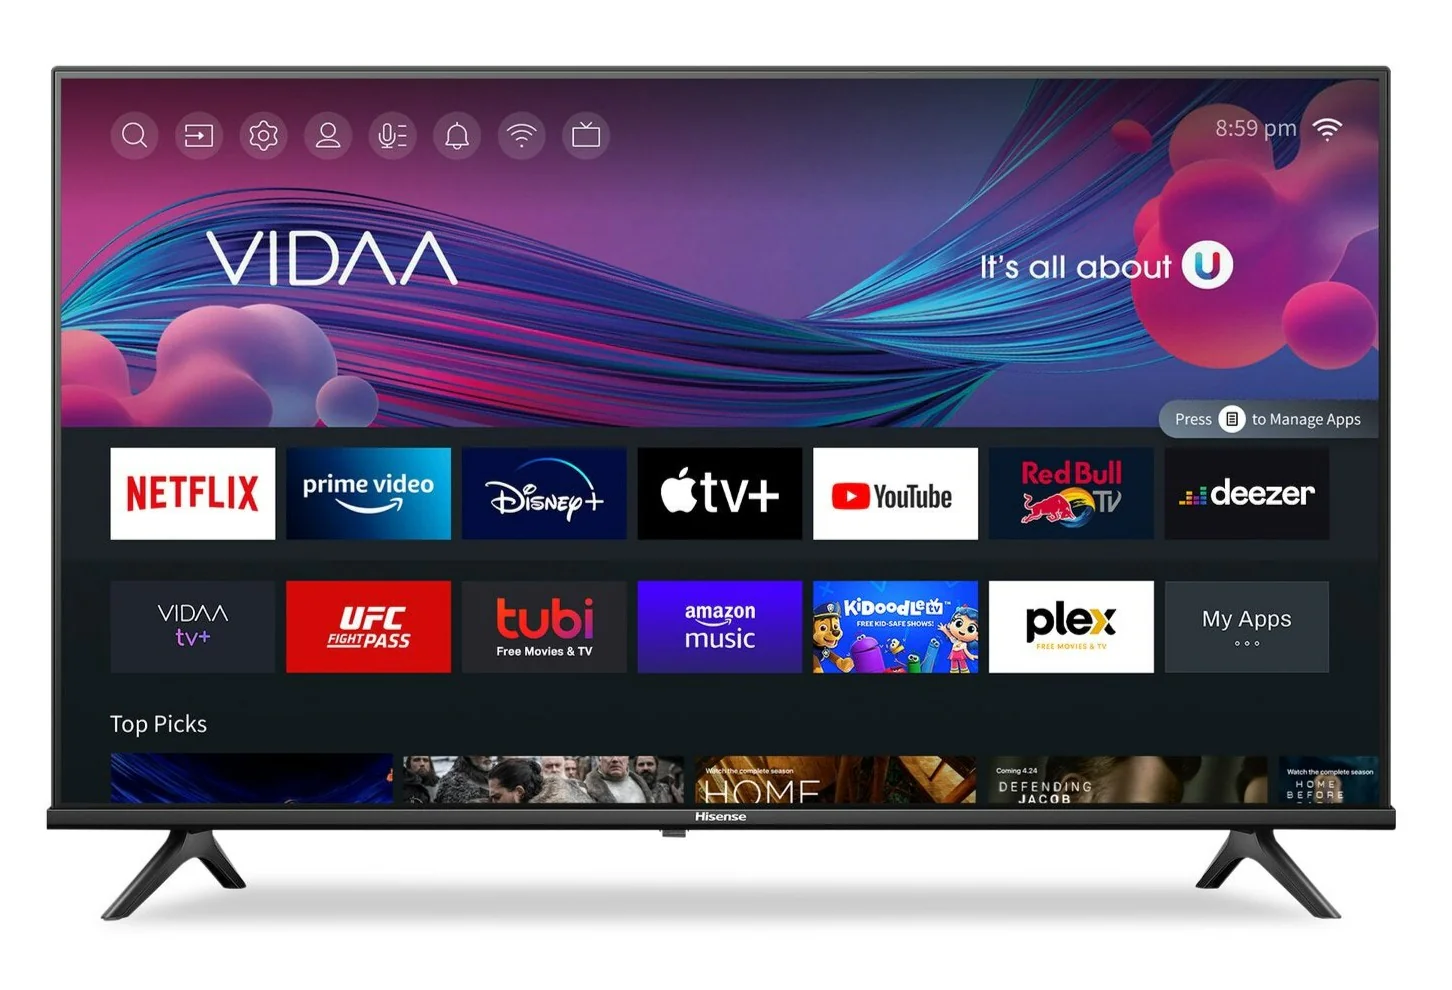 8:59 pm
VIDAA
It's all about U
Press to Manage Apps
NETFLIX
prime video
Disney+
tv+
YouTube
Red Bull
TV
deezer
VIDAA
tv+
UFC
FIGHT PASS
tubi
Free Movies & TV
amazon
music
KiDoodle TV™
FREE KID-SAFE SHOWS!
plex
FREE MOVIES & TV
My Apps
Top Picks
Watch the complete season
HOME
Coming 4.24
DEFENDING
JACOB
Watch the complete season
HOME
BEFORE
Hisense